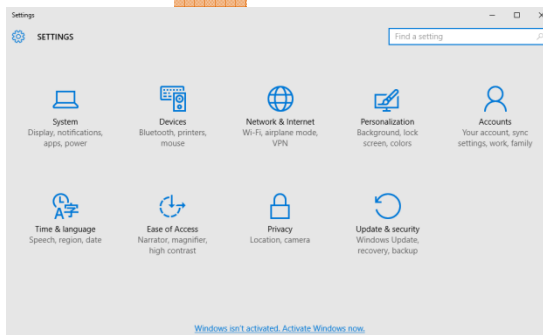 Settings
SETTINGS
Find a setting
System
Display, notifications,
apps, power
Devices
Bluetooth, printers,
mouse
Network & Internet
Wi-Fi, airplane mode,
VPN
Personalization
Background, lock
screen, colors
Accounts
Your account, sync
settings, work, family
Time & language
Speech, region, date
Ease of Access
Narrator, magnifier,
high contrast
Privacy
Location, camera
Update & security
Windows Update,
recovery, backup
Windows isn't activated. Activate Windows now.